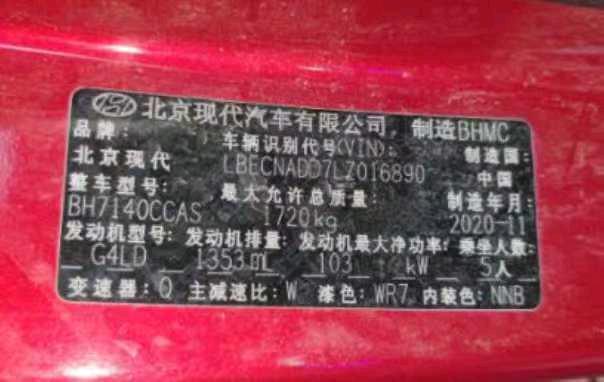 北京现代汽车有限公司, 制造BHMC
品牌: 车辆识别代号(VIN): 制造国:
北京现代 LBECNADD7LZ016890 中国
整车型号: 最大允许总质量: 制造年月:
BH7140CCAS 1720kg 2020-11
发动机型号: 发动机排量: 发动机最大净功率: 乘坐人数:
G4LD 1353mL 103 kW 5人
变速器: Q 主减速比: W 漆色: WR7 内装色: NNB